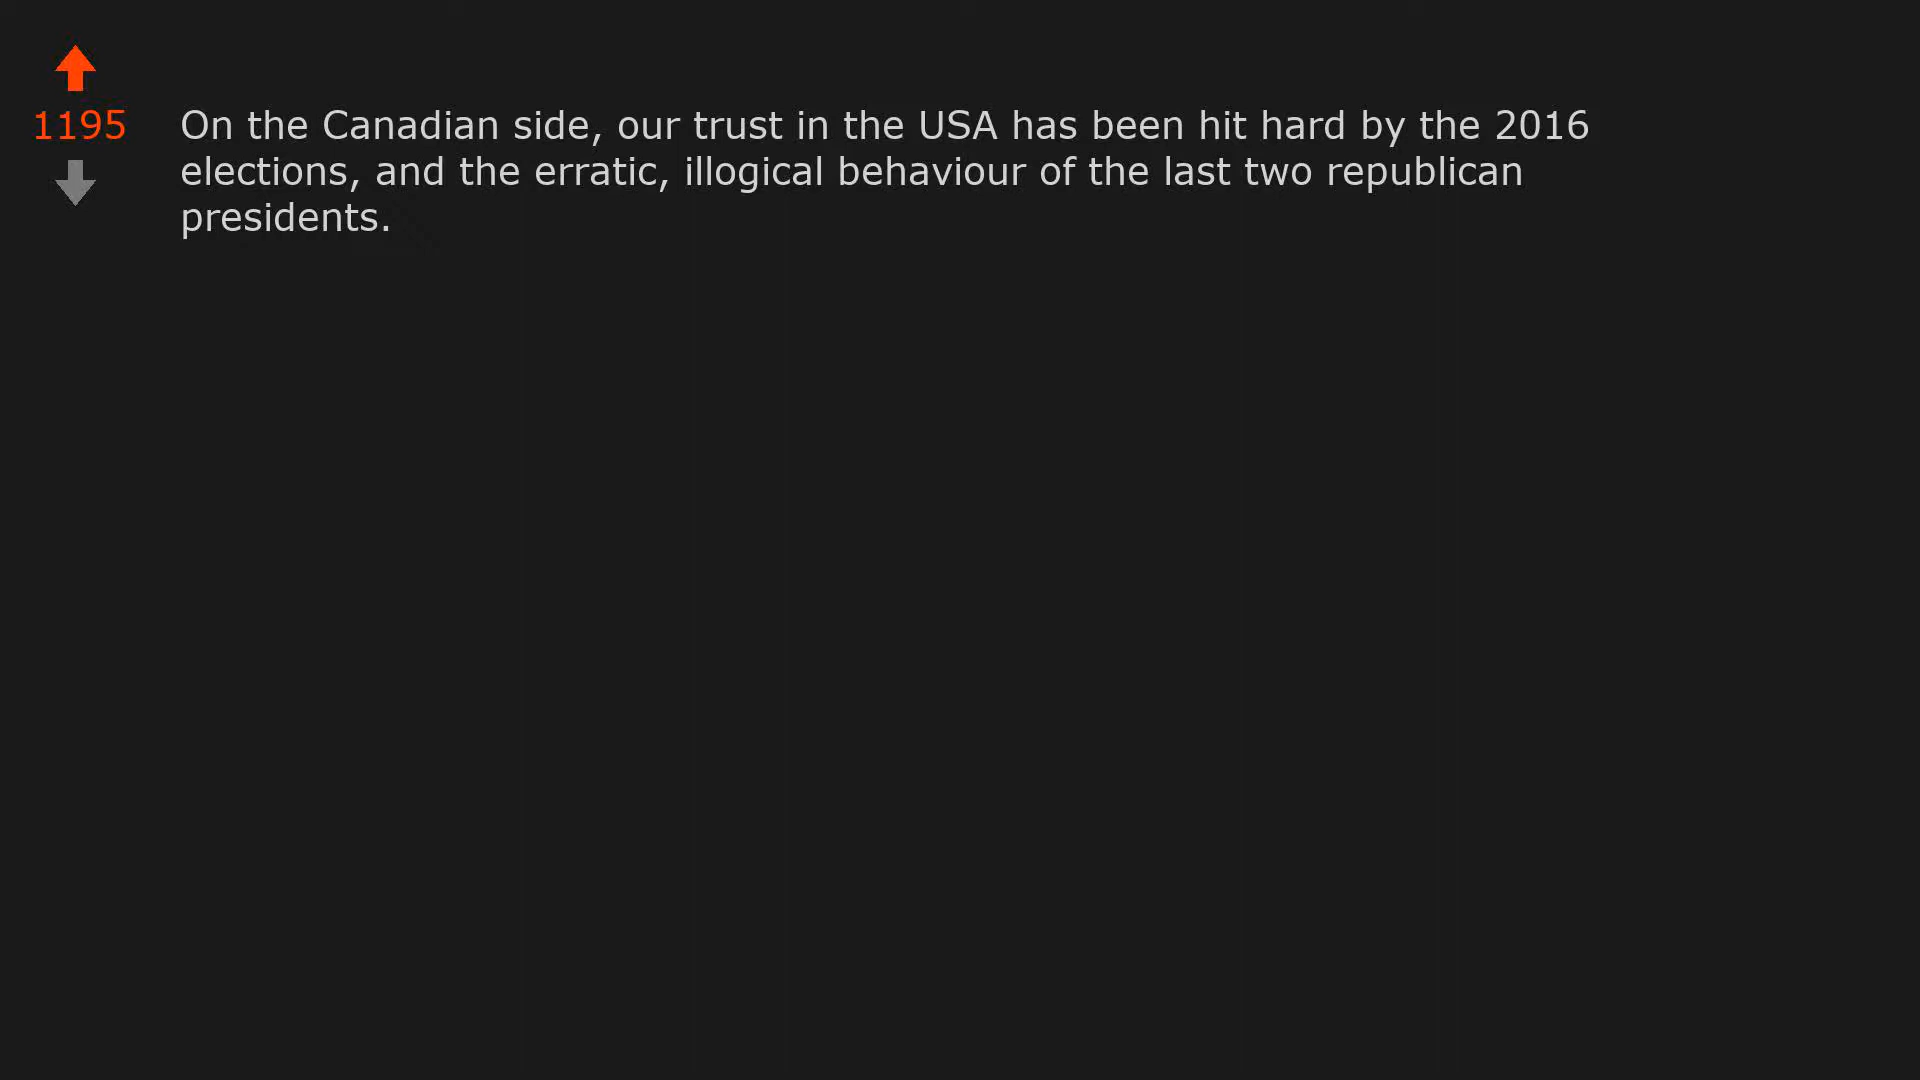 1195
On the Canadian side, our trust in the USA has been hit hard by the 2016
elections, and the erratic, illogical behaviour of the last two republican
presidents.